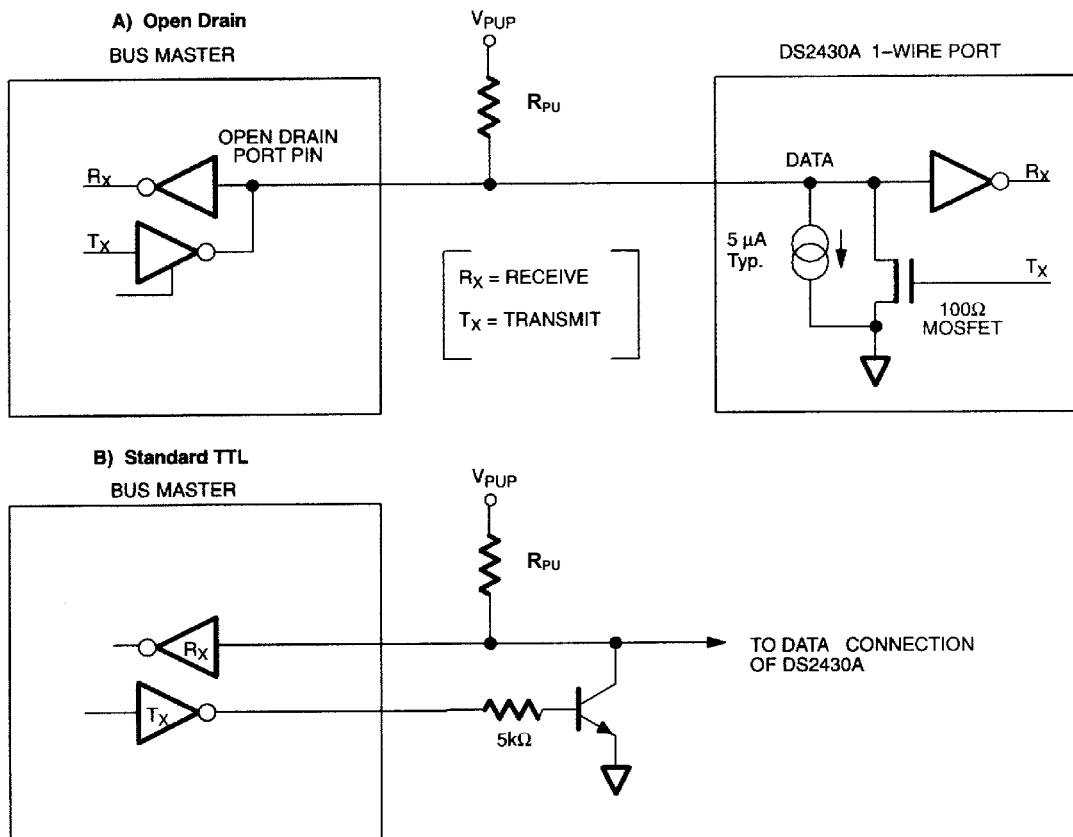 A) Open Drain
BUS MASTER
VPUP
RPU
DS2430A 1–WIRE PORT
OPEN DRAIN
PORT PIN
RX
TX
DATA
RX
5 µA
Typ.
TX
100Ω
MOSFET
RX = RECEIVE
TX = TRANSMIT
B) Standard TTL
BUS MASTER
VPUP
RPU
RX
TX
5kΩ
TO DATA CONNECTION
OF DS2430A